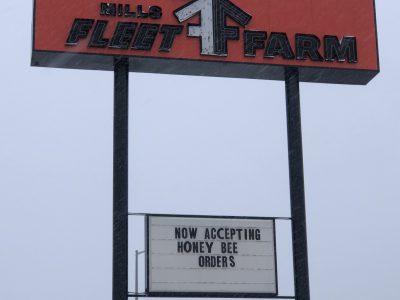 MILLS
FLEET FARM
NOW ACCEPTING
HONEY BEE
ORDERS